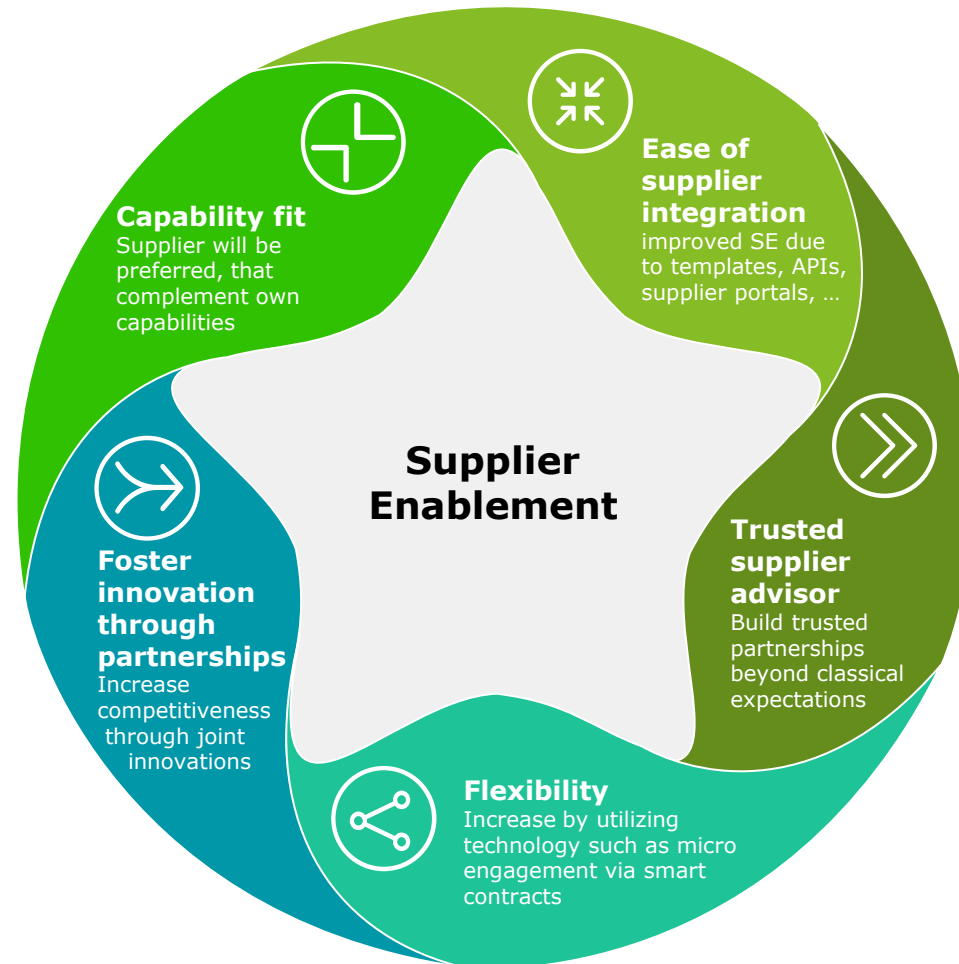 Ease of
supplier
integration
improved SE due
to templates, APIs,
supplier portals, ...
Capability fit
Supplier will be
preferred, that
complement own
capabilities
Supplier
Enablement
Trusted
supplier
advisor
Build trusted
partnerships
beyond classical
expectations
Foster
innovation
through
partnerships
Increase
competitiveness
through joint
innovations
Flexibility
Increase by utilizing
technology such as micro
engagement via smart
contracts